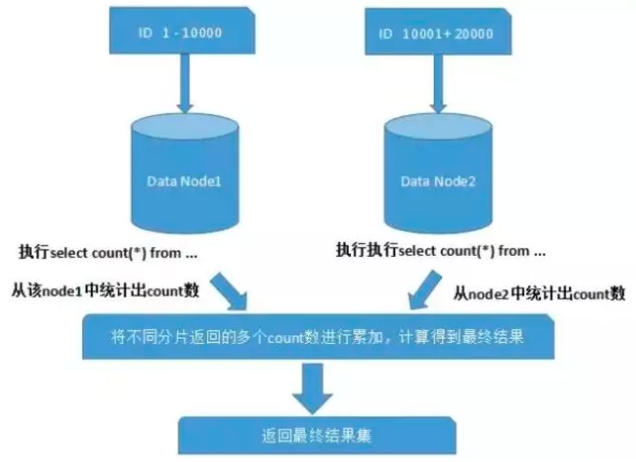 ID 1 - 10000
ID 10001+ 20000
Data Node1
Data Node2
执行select count(*) from ...
执行执行select count(*) from ...
从该node1中统计出count数
从node2中统计出count数
将不同分片返回的多个count数进行累加，计算得到最终结果
返回最终结果集